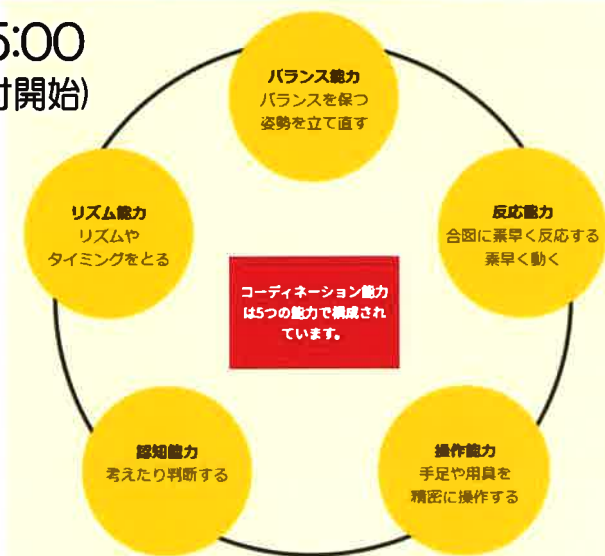 5:00
付開始)
バランス能力
バランスを保つ
姿勢を立て直す
リズム能力
リズムや
タイミングをとる
反応能力
合図に素早く反応する
素早く動く
コーディネーション能力
は5つの能力で構成され
ています。
認知能力
考えたり判断する
操作能力
手足や用具を
精密に操作する